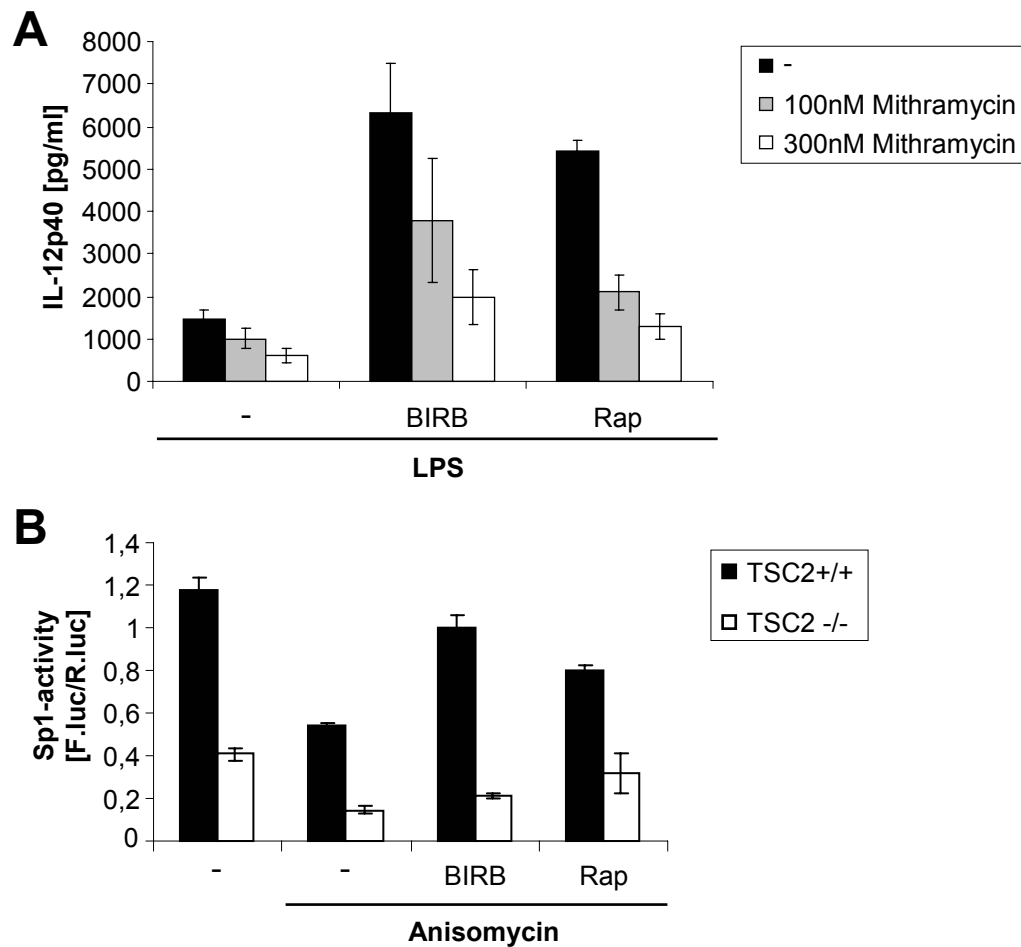 A
8000
7000
6000
5000
4000
3000
2000
1000
0
IL-12p40 [pg/ml]
-
100nM Mithramycin
300nM Mithramycin
- BIRB Rap
LPS
B
1,4
1,2
1
0,8
0,6
0,4
0,2
0
Sp1-activity
[F.luc/R.luc]
TSC2+/+
TSC2 -/-
- - BIRB Rap
Anisomycin